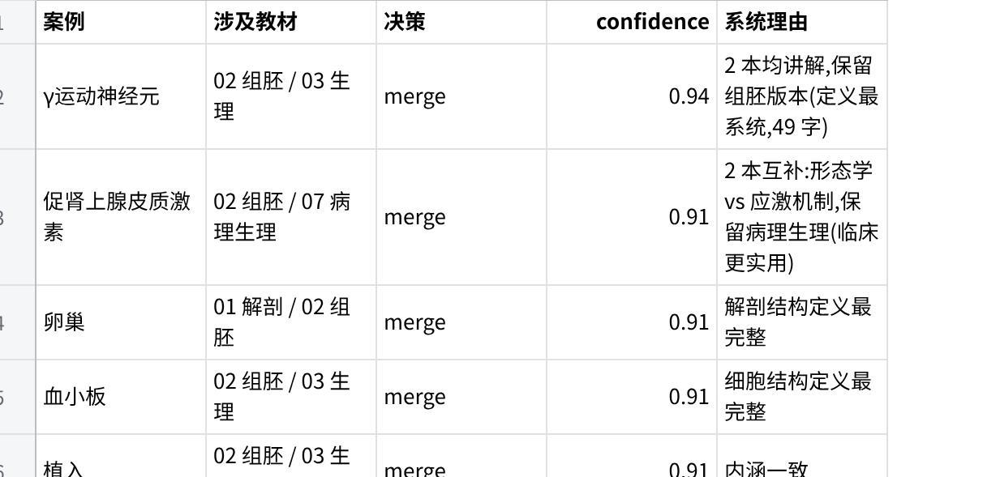 1 案例 涉及教材 决策 confidence 系统理由
2 γ运动神经元 02 组胚 / 03 生
理 merge 0.94 2 本均讲解,保留
组胚版本(定义最
系统,49 字)
3 促肾上腺皮质激
素 02 组胚 / 07 病
理生理 merge 0.91 2 本互补:形态学
vs 应激机制,保
留病理生理(临床
更实用)
4 卵巢 01 解剖 / 02 组
胚 merge 0.91 解剖结构定义最
完整
5 血小板 02 组胚 / 03 生
理 merge 0.91 细胞结构定义最
完整
6 植入 02 组胚 / 03 生
merge 0.91 内涵一致